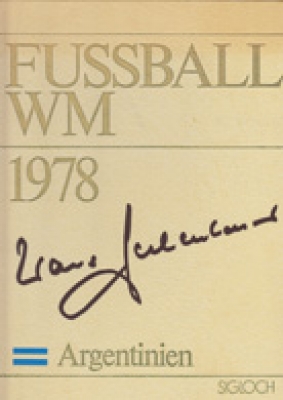 FUSSBALL
WM
1978
Argentinien
SIGLOCH